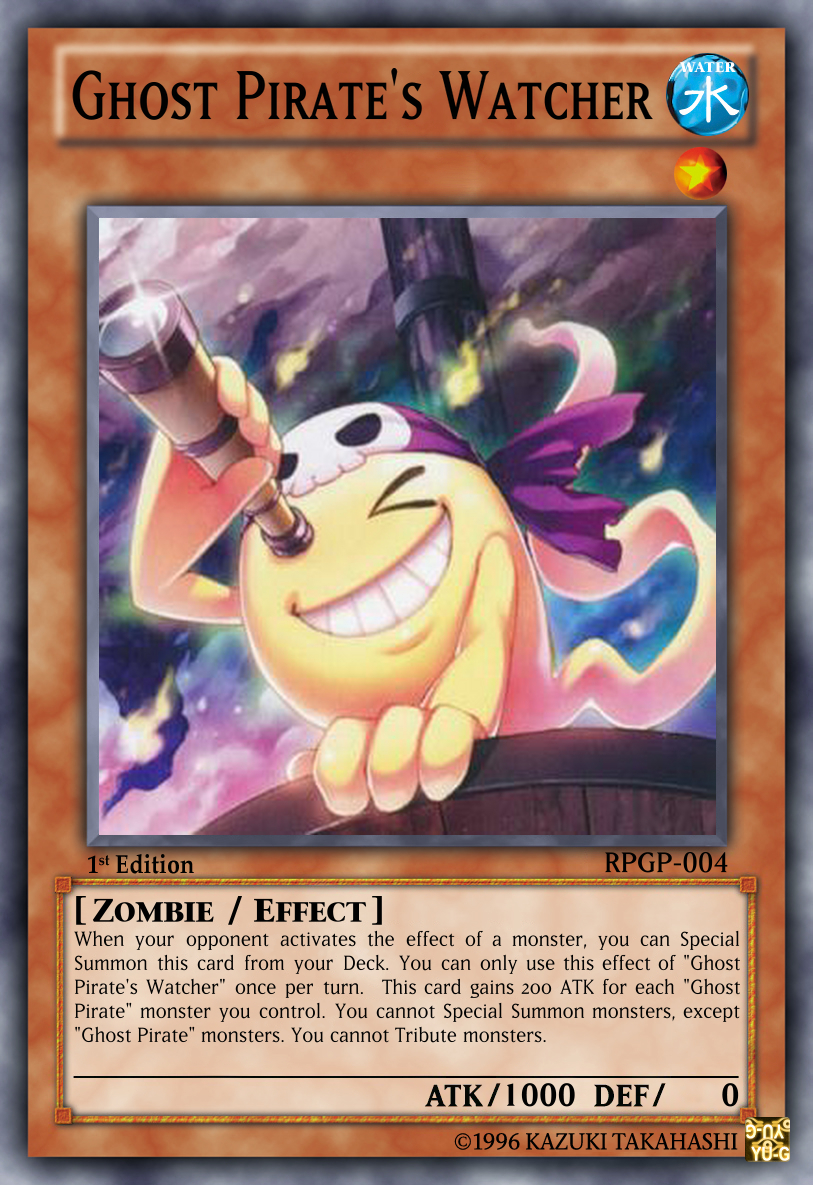 Ghost Pirate's Watcher
WATER
水
1st Edition
RPGP-004
[ Zombie / Effect ]
When your opponent activates the effect of a monster, you can Special
Summon this card from your Deck. You can only use this effect of "Ghost
Pirate's Watcher" once per turn. This card gains 200 ATK for each "Ghost
Pirate" monster you control. You cannot Special Summon monsters, except
"Ghost Pirate" monsters. You cannot Tribute monsters.
ATK/1000 DEF/ 0
©1996 KAZUKI TAKAHASHI